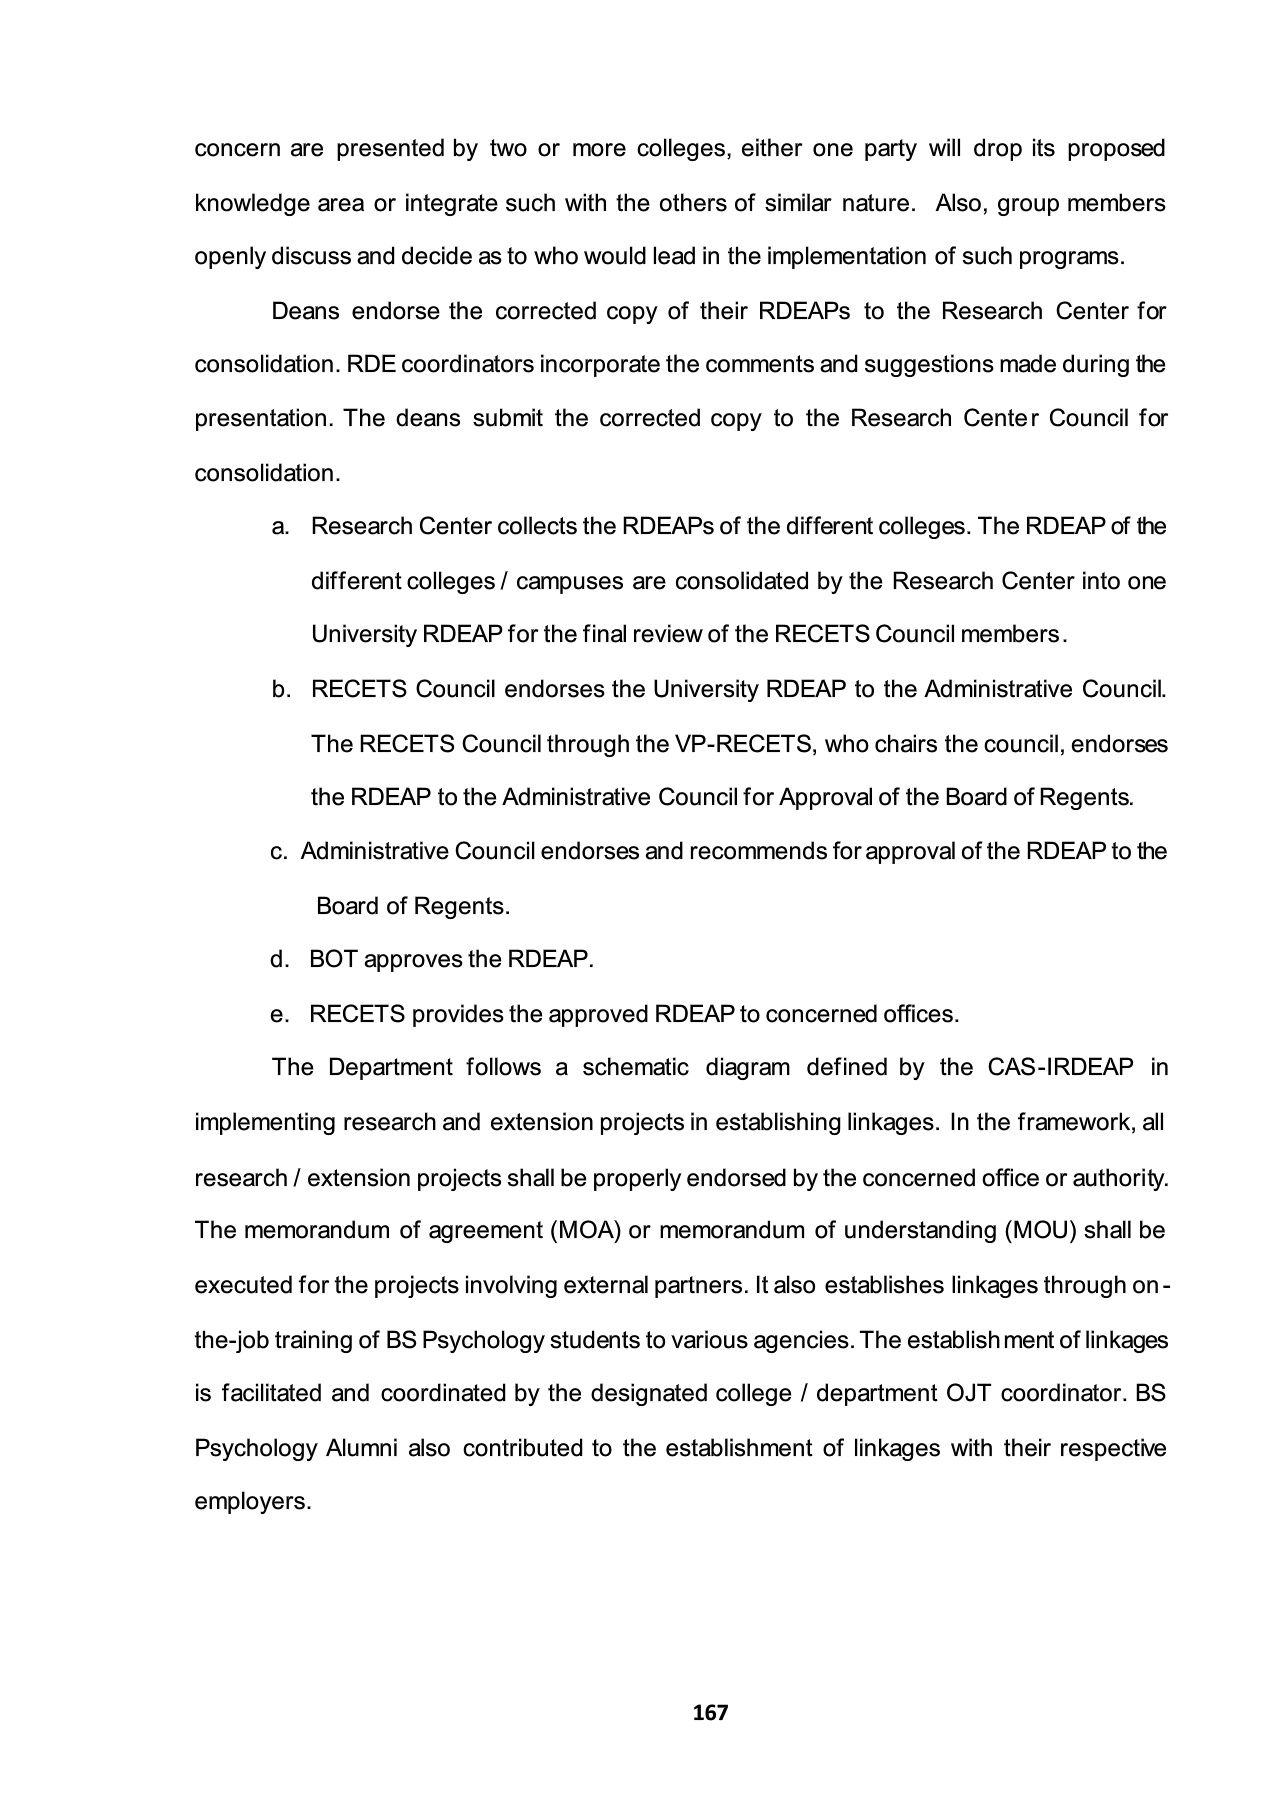 concern are presented by two or more colleges, either one party will drop its proposed
knowledge area or integrate such with the others of similar nature. Also, group members
openly discuss and decide as to who would lead in the implementation of such programs.
Deans endorse the corrected copy of their RDEAPs to the Research Center for
consolidation. RDE coordinators incorporate the comments and suggestions made during the
presentation. The deans submit the corrected copy to the Research Center Council for
consolidation.
a. Research Center collects the RDEAPs of the different colleges. The RDEAP of the
different colleges / campuses are consolidated by the Research Center into one
University RDEAP for the final review of the RECETS Council members.
b. RECETS Council endorses the University RDEAP to the Administrative Council.
The RECETS Council through the VP-RECETS, who chairs the council, endorses
the RDEAP to the Administrative Council for Approval of the Board of Regents.
c. Administrative Council endorses and recommends for approval of the RDEAP to the
Board of Regents.
d. BOT approves the RDEAP.
e. RECETS provides the approved RDEAP to concerned offices.
The Department follows a schematic diagram defined by the CAS-IRDEAP in
implementing research and extension projects in establishing linkages. In the framework, all
research / extension projects shall be properly endorsed by the concerned office or authority.
The memorandum of agreement (MOA) or memorandum of understanding (MOU) shall be
executed for the projects involving external partners. It also establishes linkages through on-
the-job training of BS Psychology students to various agencies. The establishment of linkages
is facilitated and coordinated by the designated college / department OJT coordinator. BS
Psychology Alumni also contributed to the establishment of linkages with their respective
employers.
167